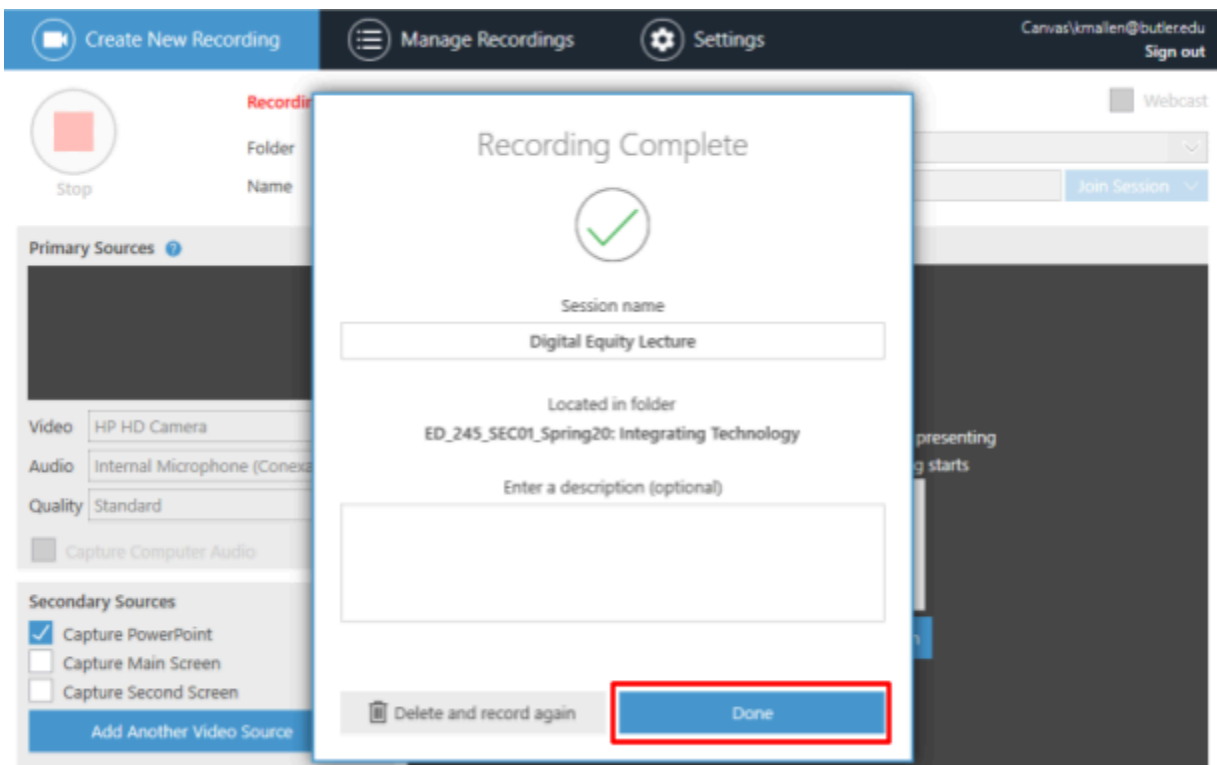 Create New Recording
Manage Recordings
Settings
Canvas\kmallen@butler.edu
Sign out
Stop
Folder
Name
Webcast
Join Session
Recording Complete
Session name
Digital Equity Lecture
Located in folder
ED_245_SEC01_Spring20: Integrating Technology
Enter a description (optional)
Delete and record again
Done
Primary Sources
Video HP HD Camera
Audio Internal Microphone
Quality Standard
Capture Computer Audio
Secondary Sources
Capture PowerPoint
Capture Main Screen
Capture Second Screen
Add Another Video Source
presenting
starts